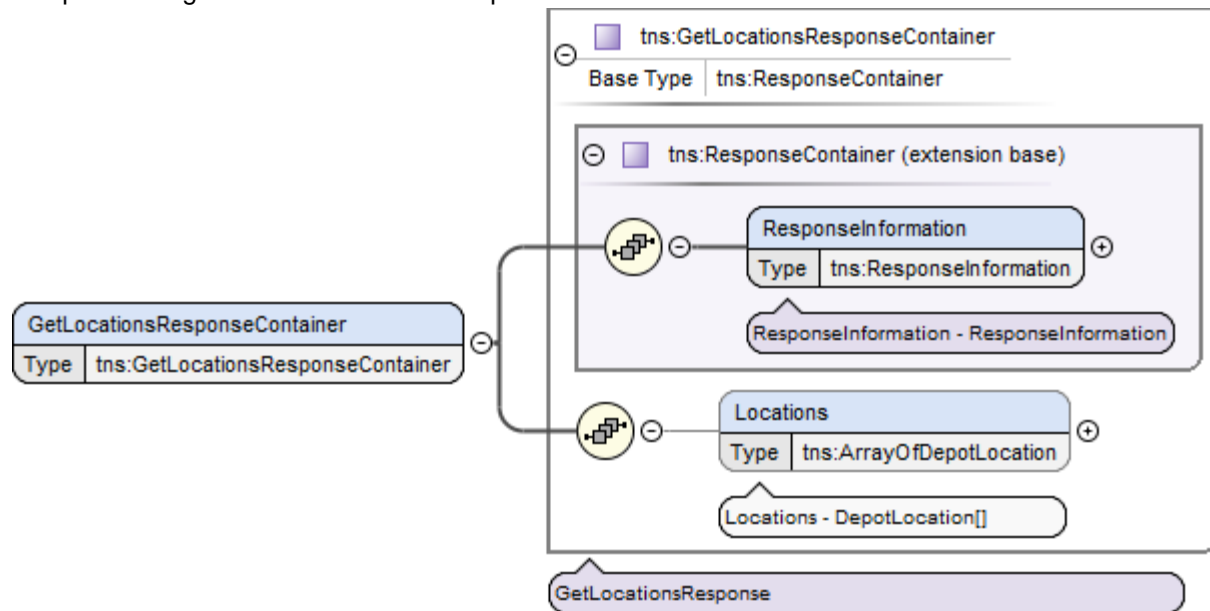 tns:GetLocationsResponseContainer
Base Type tns:ResponseContainer
tns:ResponseContainer (extension base)
ResponseInformation
Type tns:ResponseInformation
ResponseInformation - ResponseInformation
GetLocationsResponseContainer
Type tns:GetLocationsResponseContainer
Locations
Type tns:ArrayOfDepotLocation
Locations - DepotLocation[]
GetLocationsResponse